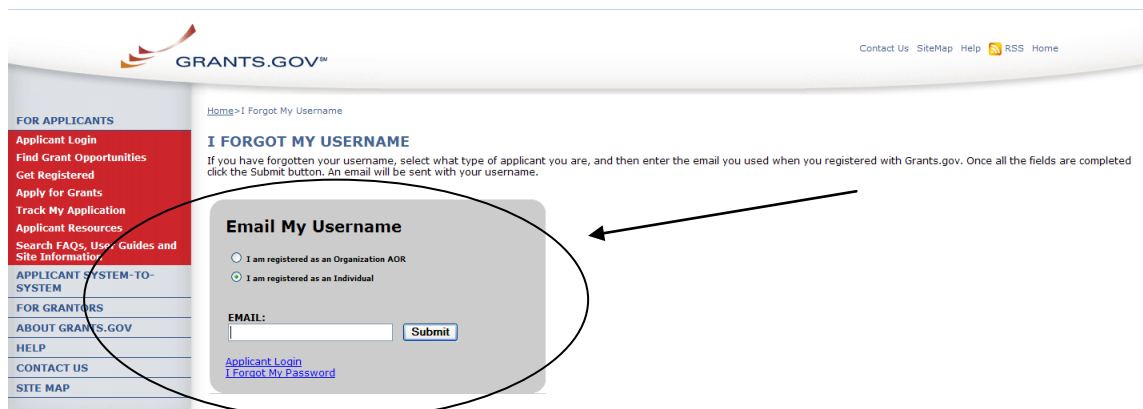 GRANTS.GOV℠
Contact Us SiteMap Help RSS Home
FOR APPLICANTS
Applicant Login
Find Grant Opportunities
Get Registered
Apply for Grants
Track My Application
Applicant Resources
Search FAQs, User Guides and
Site Information
APPLICANT SYSTEM-TO-
SYSTEM
FOR GRANTORS
ABOUT GRANTS.GOV
HELP
CONTACT US
SITE MAP
Home>I Forgot My Username
I FORGOT MY USERNAME
If you have forgotten your username, select what type of applicant you are, and then enter the email you used when you registered with Grants.gov. Once all the fields are completed
click the Submit button. An email will be sent with your username.
Email My Username
I am registered as an Organization AOR
I am registered as an Individual
EMAIL:
Submit
Applicant Login
I Forgot My Password